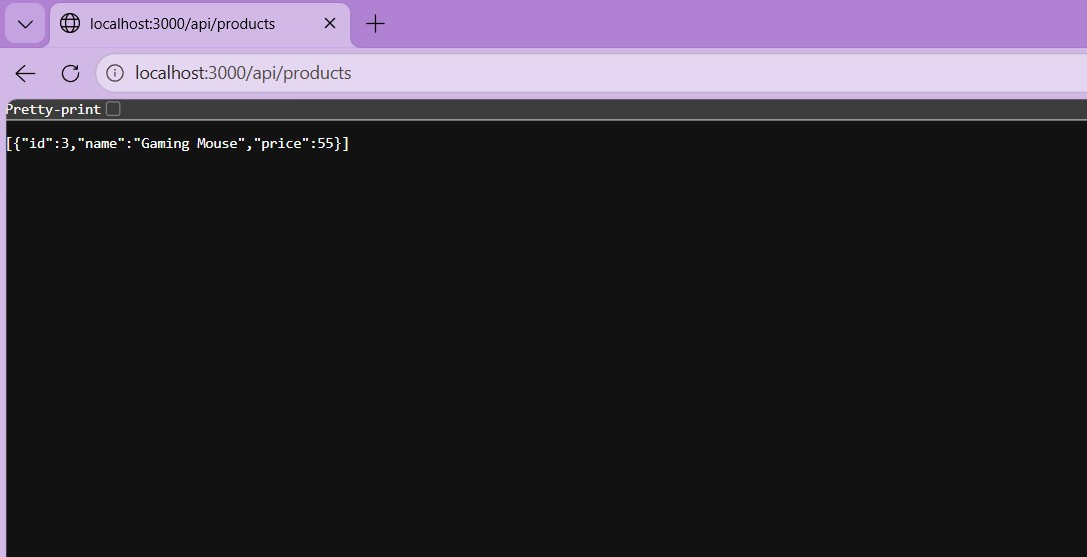 localhost:3000/api/products
localhost:3000/api/products
Pretty-print
[{"id":3,"name":"Gaming Mouse","price":55}]